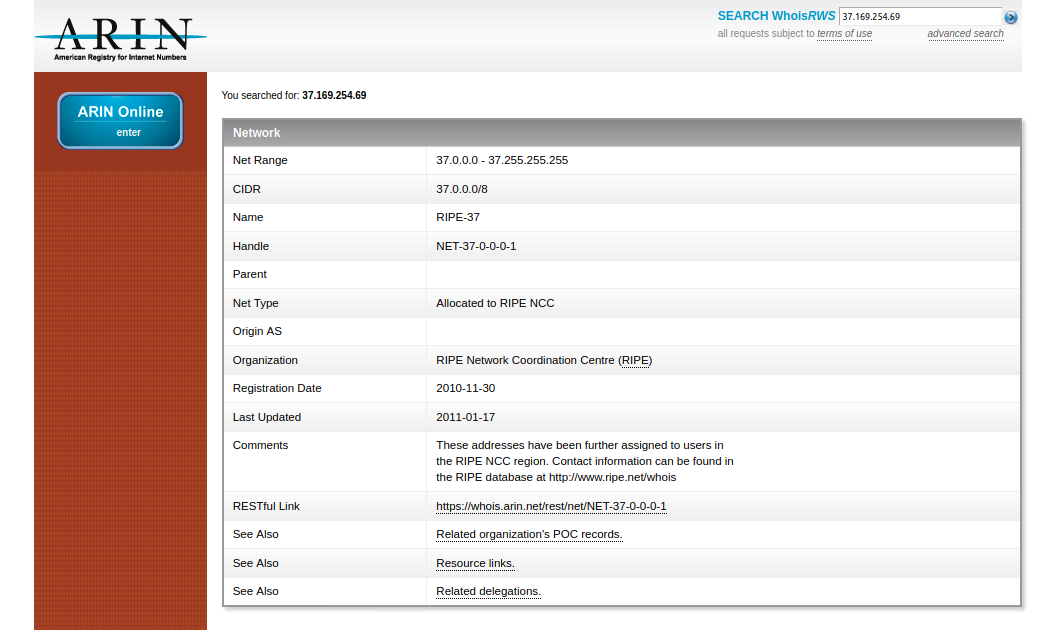 ARIN
American Registry for Internet Numbers
SEARCH WhoisRWS 37.169.254.69
all requests subject to terms of use advanced search
ARIN Online
enter
You searched for: 37.169.254.69
Network
Net Range 37.0.0.0 - 37.255.255.255
CIDR 37.0.0.0/8
Name RIPE-37
Handle NET-37-0-0-0-1
Parent
Net Type Allocated to RIPE NCC
Origin AS
Organization RIPE Network Coordination Centre (RIPE)
Registration Date 2010-11-30
Last Updated 2011-01-17
Comments These addresses have been further assigned to users in
the RIPE NCC region. Contact information can be found in
the RIPE database at http://www.ripe.net/whois
RESTful Link https://whois.arin.net/rest/net/NET-37-0-0-0-1
See Also Related organization's POC records.
See Also Resource links.
See Also Related delegations.